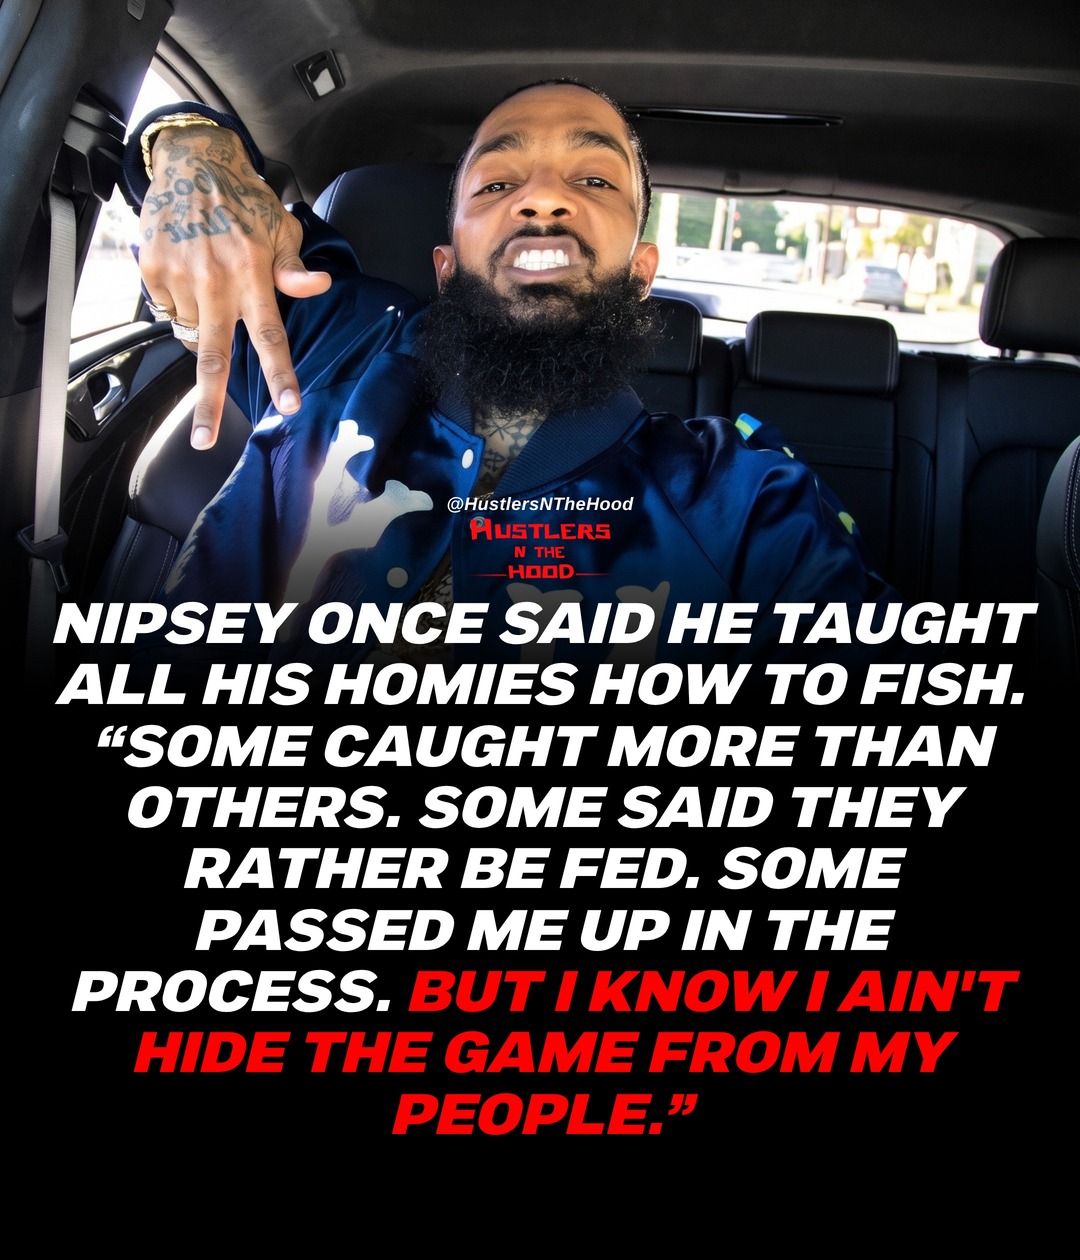 @HustlersNTheHood
HUSTLERS
N THE
HOOD
NIPSEY ONCE SAID HE TAUGHT
ALL HIS HOMIES HOW TO FISH.
“SOME CAUGHT MORE THAN
OTHERS. SOME SAID THEY
RATHER BE FED. SOME
PASSED ME UP IN THE
PROCESS. BUT I KNOW I AIN'T
HIDE THE GAME FROM MY
PEOPLE.”